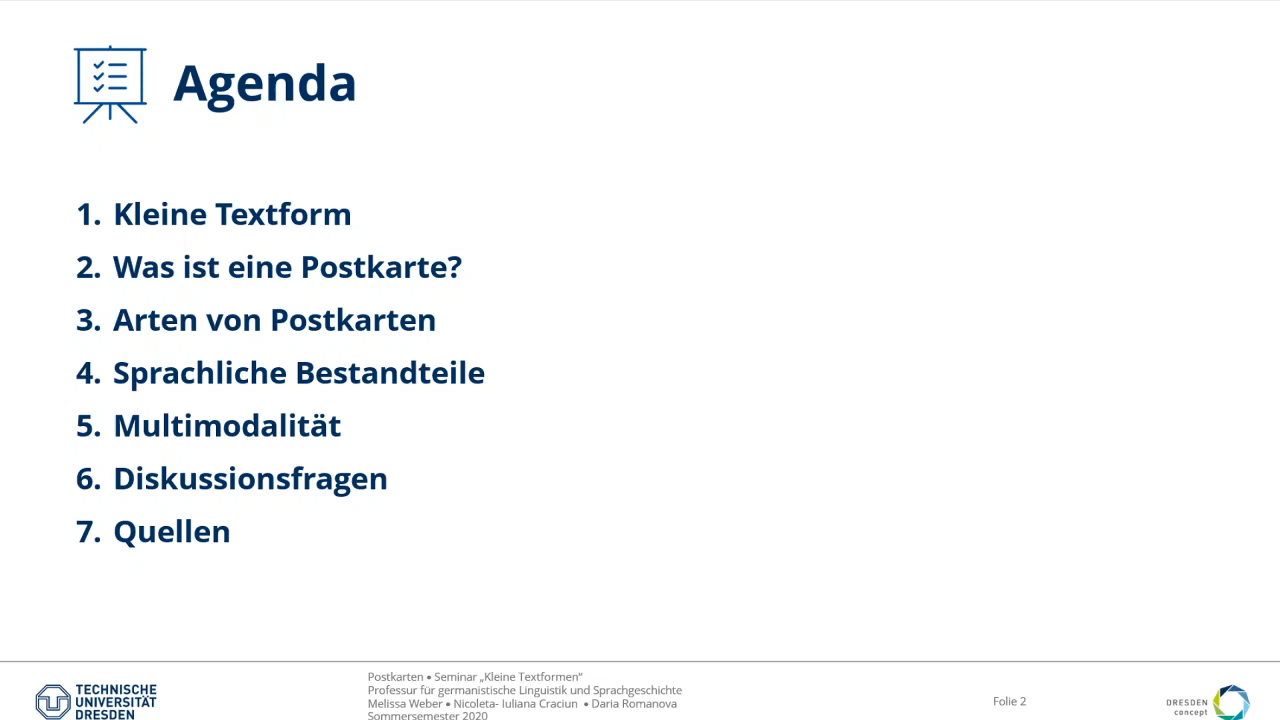 Agenda
1. Kleine Textform
2. Was ist eine Postkarte?
3. Arten von Postkarten
4. Sprachliche Bestandteile
5. Multimodalität
6. Diskussionsfragen
7. Quellen
TECHNISCHE
UNIVERSITÄT
DRESDEN
Postkarten • Seminar „Kleine Textformen“
Professur für germanistische Linguistik und Sprachgeschichte
Melissa Weber • Nicoleta- Iuliana Craciun • Daria Romanova
Sommersemester 2020
Folie 2
DRESDEN
concept